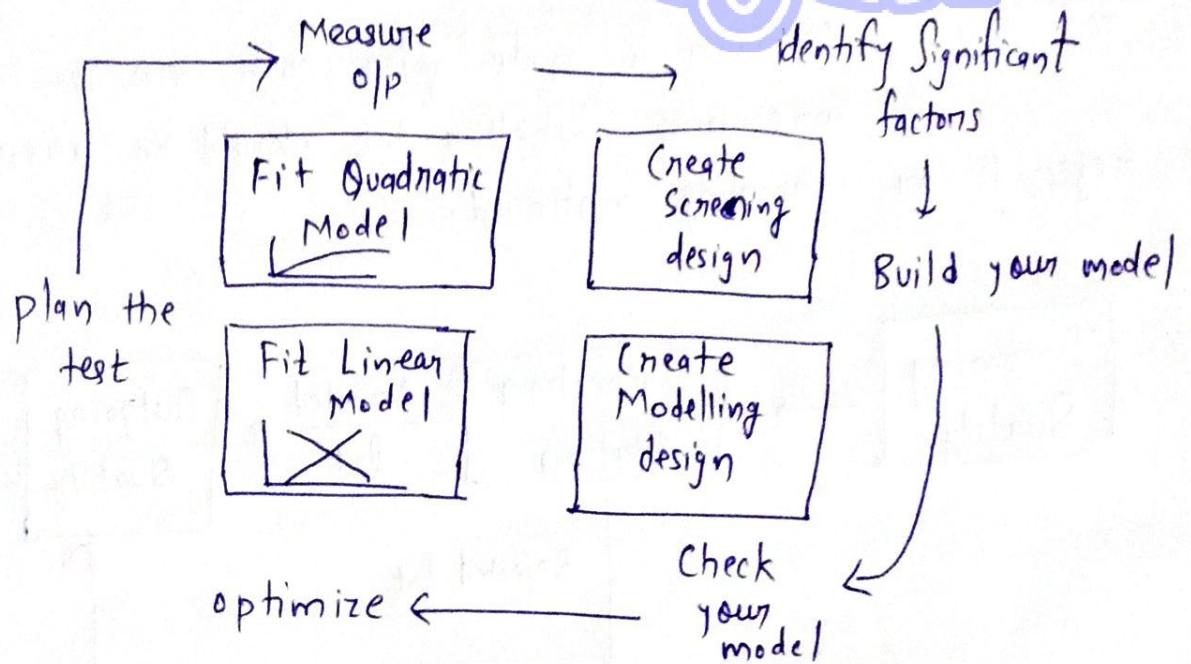 Measure
o/p
identify Significant
factors
Fit Quadratic
Model
Create
Screening
design
Build your model
plan the
test
Fit Linear
Model
Create
Modelling
design
Check
your
model
optimize